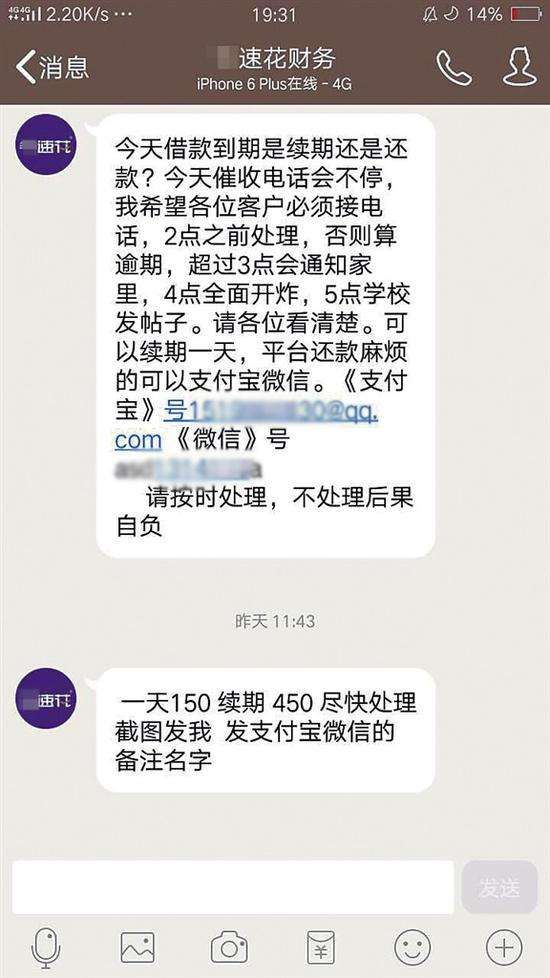 4G 4G 2.20K/s ··· 19:31 14%
消息 速花财务
iPhone 6 Plus在线 - 4G
速花
今天借款到期是续期还是还
款？今天催收电话会不停，
我希望各位客户必须接电
话，2点之前处理，否则算
逾期，超过3点会通知家
里，4点全面开炸，5点学校
发帖子。请各位看清楚。可
以续期一天，平台还款麻烦
的可以支付宝微信。《支付
宝》号15 30@qq.
com 《微信》号
asd a
请按时处理，不处理后果
自负
昨天 11:43
速花
一天150 续期 450 尽快处理
截图发我 发支付宝微信的
备注名字
发送